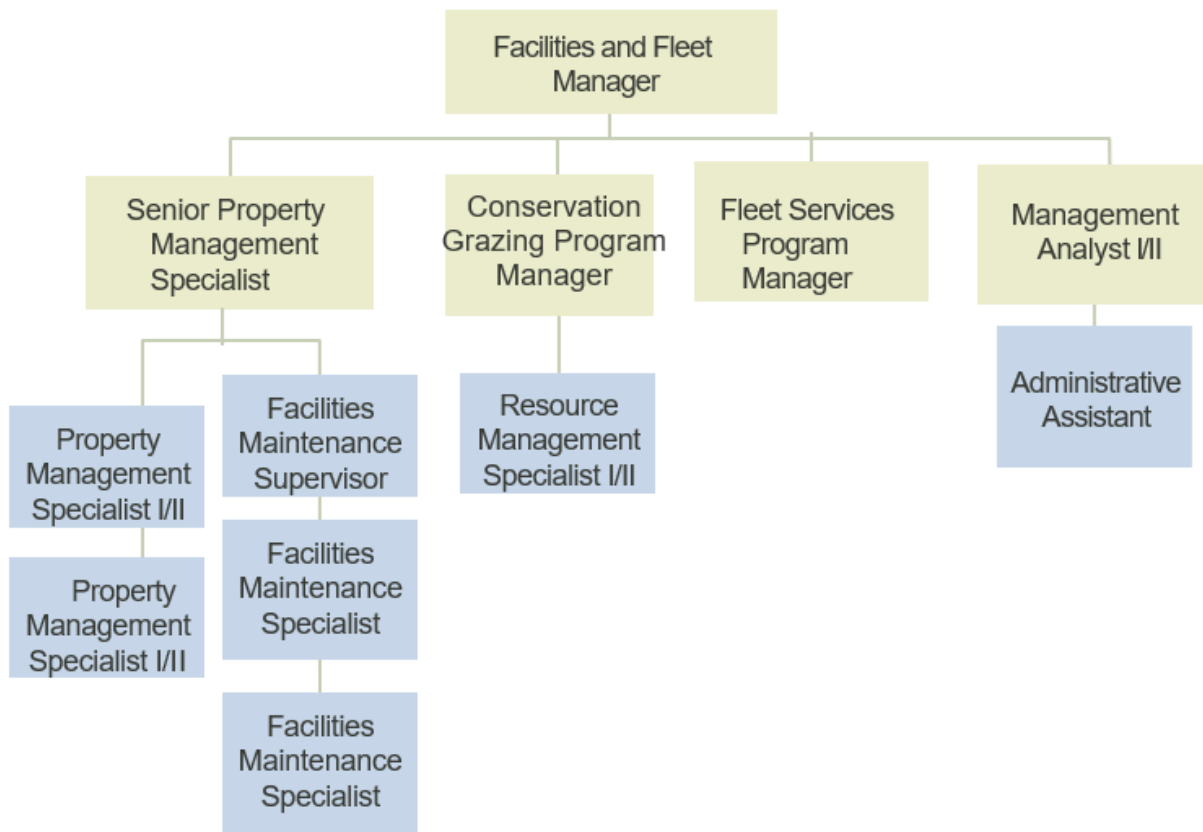 Facilities and Fleet
Manager
Senior Property
Management
Specialist
Conservation
Grazing Program
Manager
Fleet Services
Program
Manager
Management
Analyst I/II
Property
Management
Specialist I/II
Property
Management
Specialist I/II
Facilities
Maintenance
Supervisor
Facilities
Maintenance
Specialist
Facilities
Maintenance
Specialist
Resource
Management
Specialist I/II
Administrative
Assistant